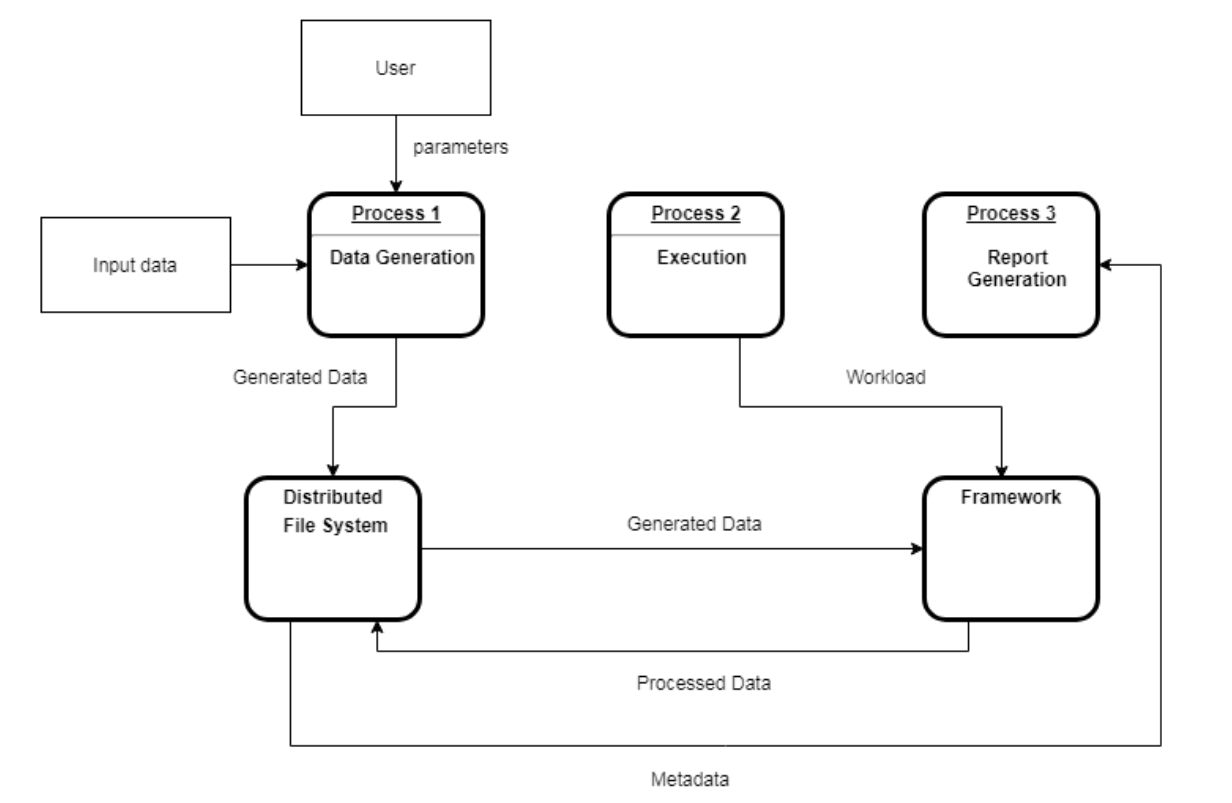 User
parameters
Process 1
Data Generation
Process 2
Execution
Process 3
Report
Generation
Input data
Generated Data
Workload
Distributed
File System
Generated Data
Framework
Processed Data
Metadata